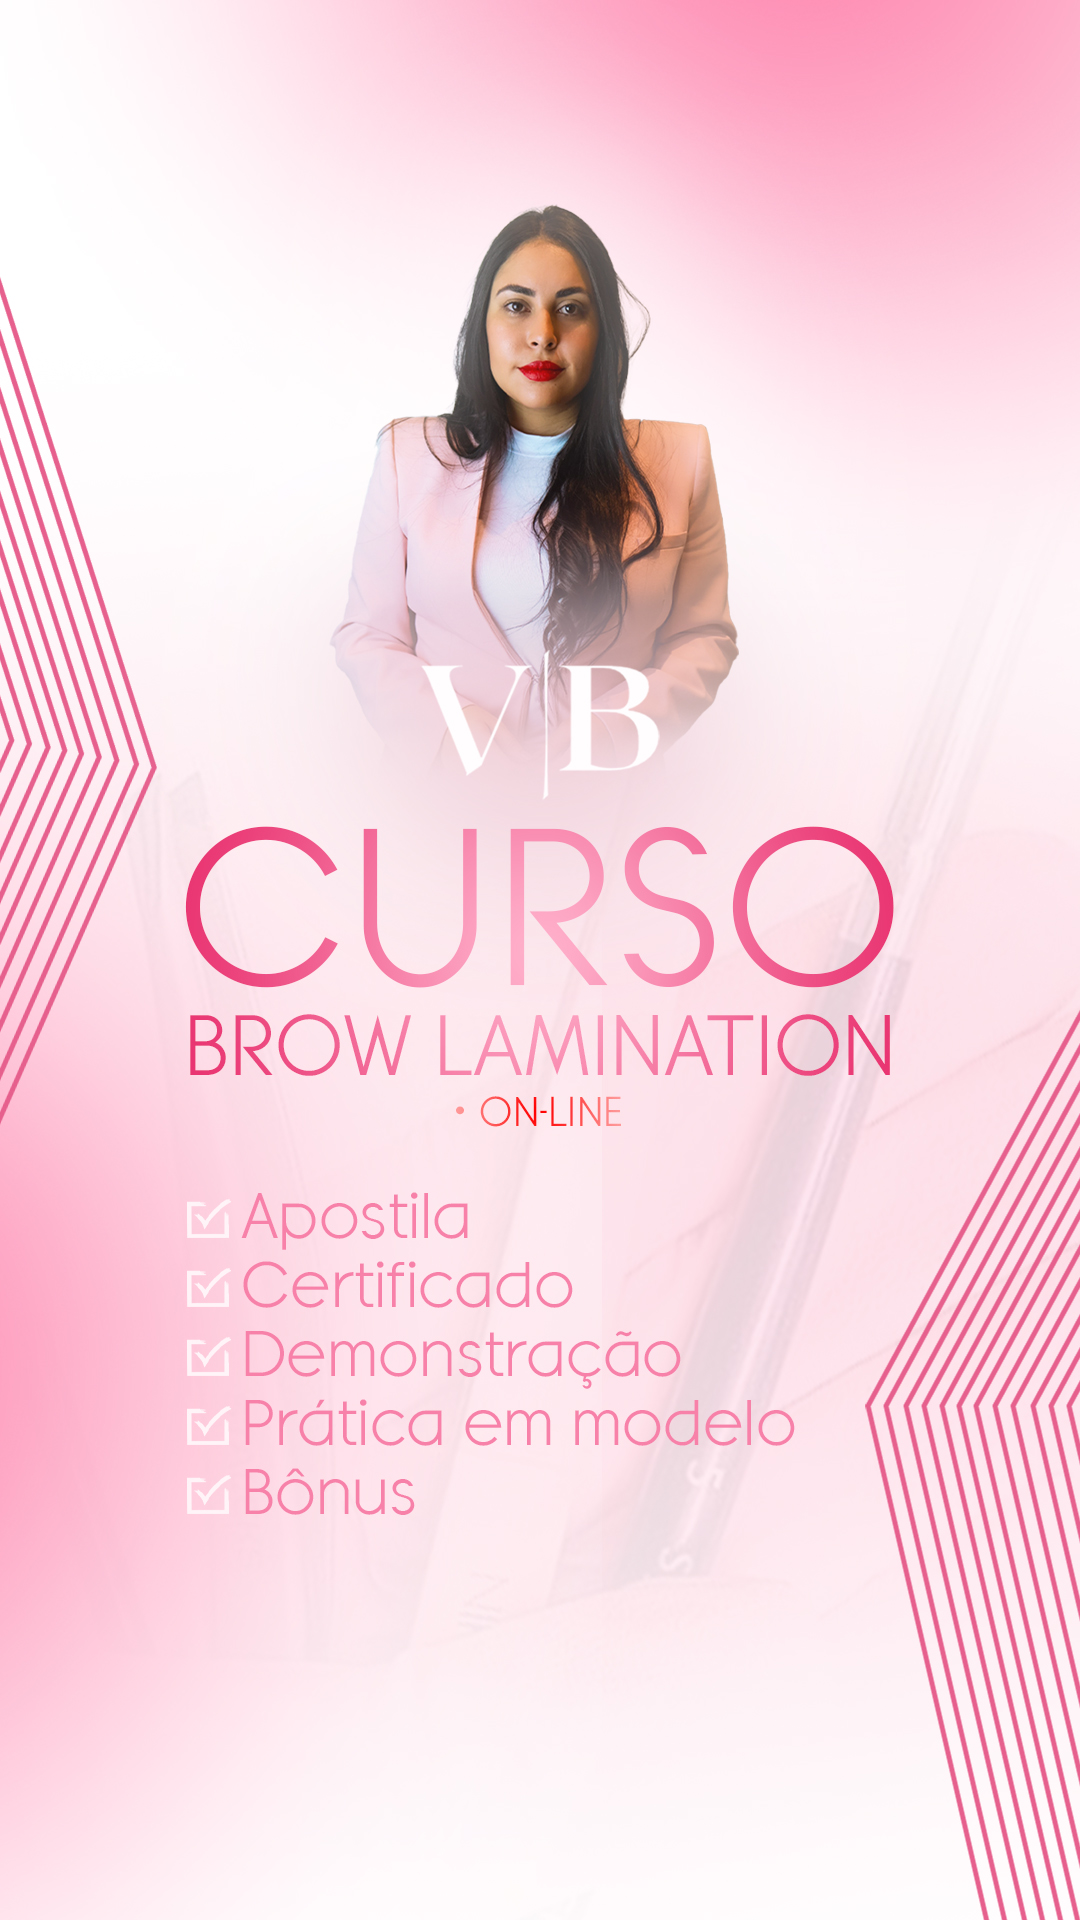 V|B
CURSO
BROW LAMINATION
• ON-LINE
Apostila
Certificado
Demonstração
Prática em modelo
Bônus